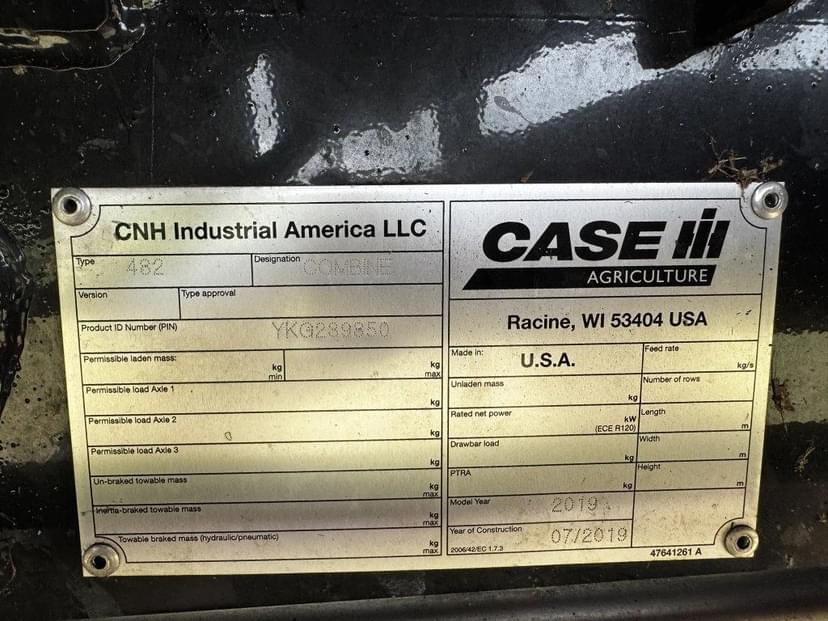 CNH Industrial America LLC
Type 482
Designation COMBINE
Version
Type approval
Product ID Number (PIN) YKG289850
Permissible laden mass: kg min kg max
Permissible load Axle 1 kg
Permissible load Axle 2 kg
Permissible load Axle 3 kg
Un-braked towable mass kg max
Inertia-braked towable mass kg max
Towable braked mass (hydraulic/pneumatic) kg max
CASE IH
AGRICULTURE
Racine, WI 53404 USA
Made in: U.S.A.
Feed rate kg/s
Unladen mass kg
Number of rows
Rated net power kW (ECE R120)
Length m
Drawbar load kg
Width m
PTRA kg
Height m
Model Year 2019
Year of Construction 07/2019
2006/42/EC 1.7.3
47641261 A